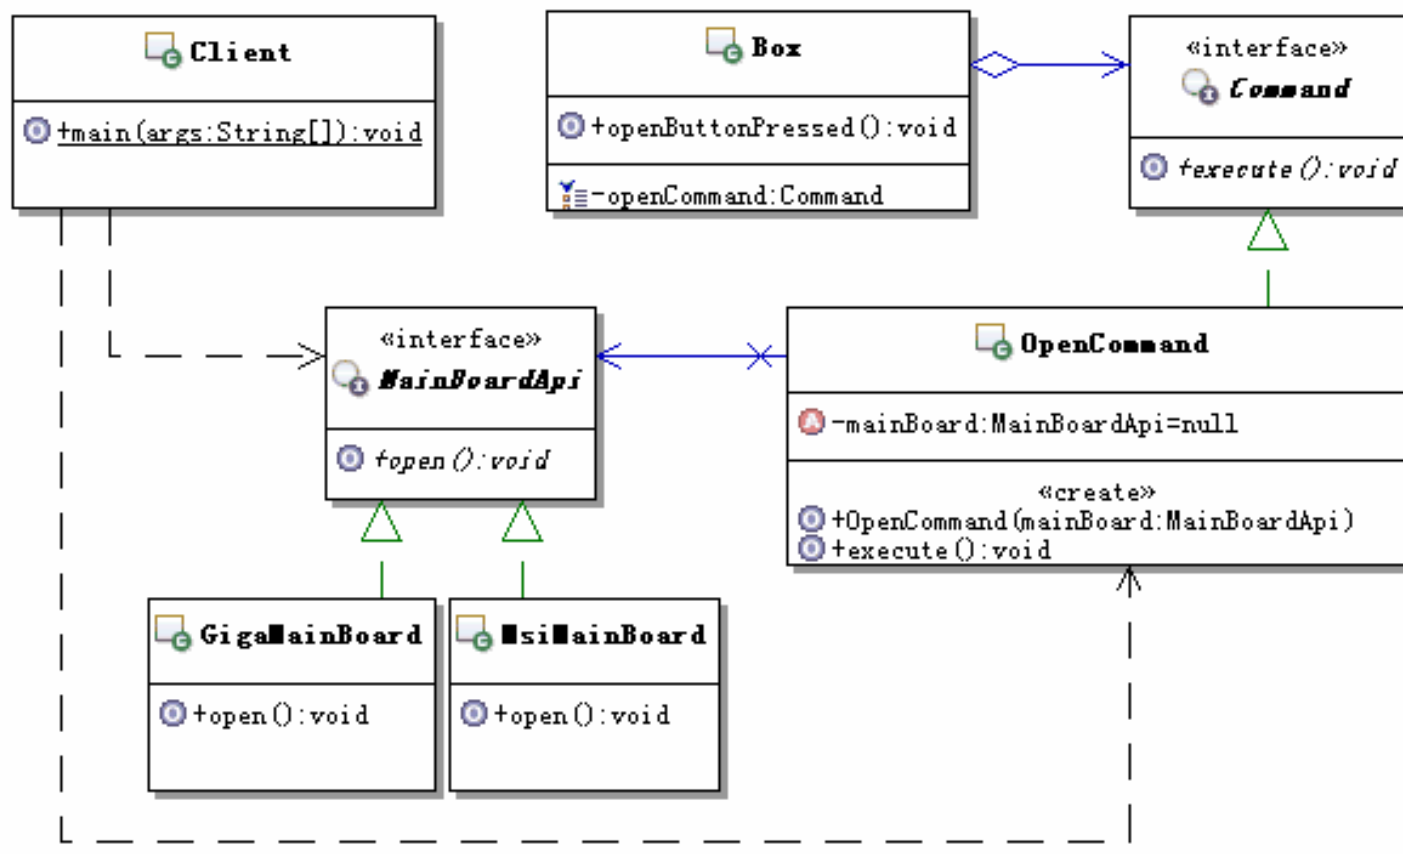 Client
+main(args:String[]):void
Box
+openButtonPressed():void
-openCommand:Command
«interface»
Command
+execute():void
«interface»
MainBoardApi
+open():void
OpenCommand
-mainBoard:MainBoardApi=null
«create»
+OpenCommand(mainBoard:MainBoardApi)
+execute():void
GigaMainBoard
+open():void
MsiMainBoard
+open():void